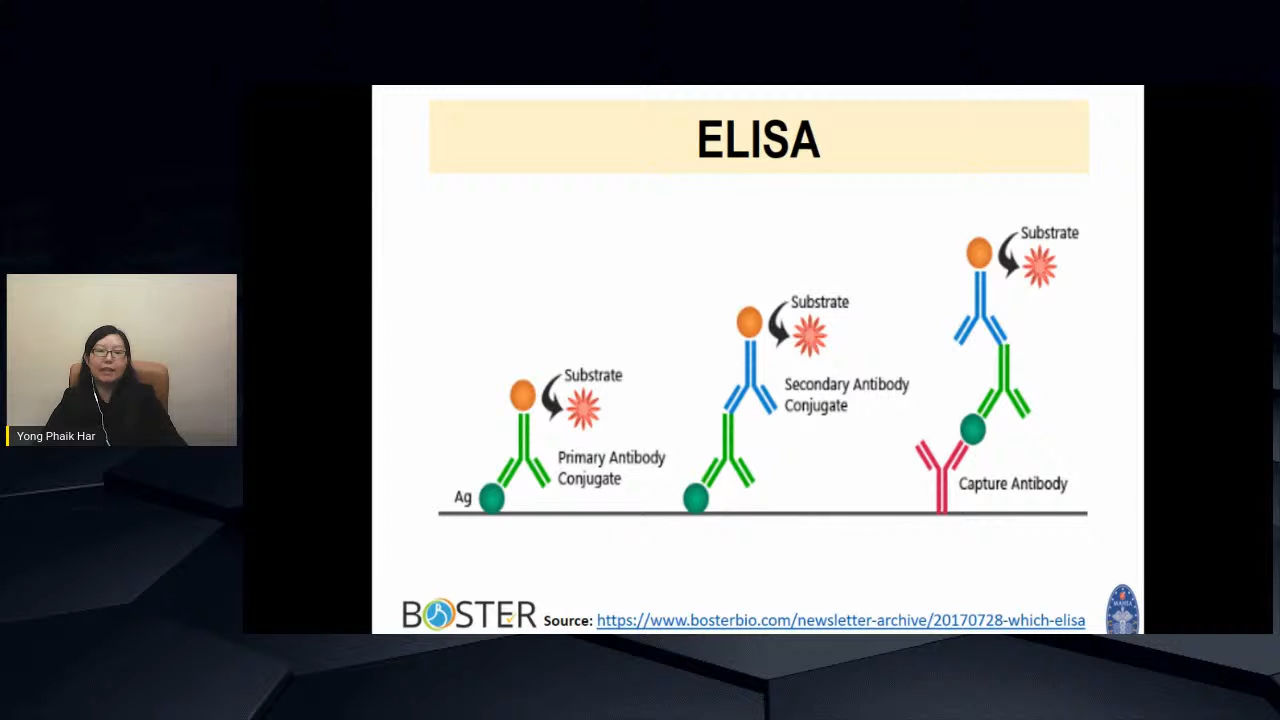 ELISA
Substrate
Substrate
Substrate
Secondary Antibody
Conjugate
Primary Antibody
Conjugate
Ag
Capture Antibody
Yong Phaik Har
BOSTER Source: https://www.bosterbio.com/newsletter-archive/20170728-which-elisa
MAHSA